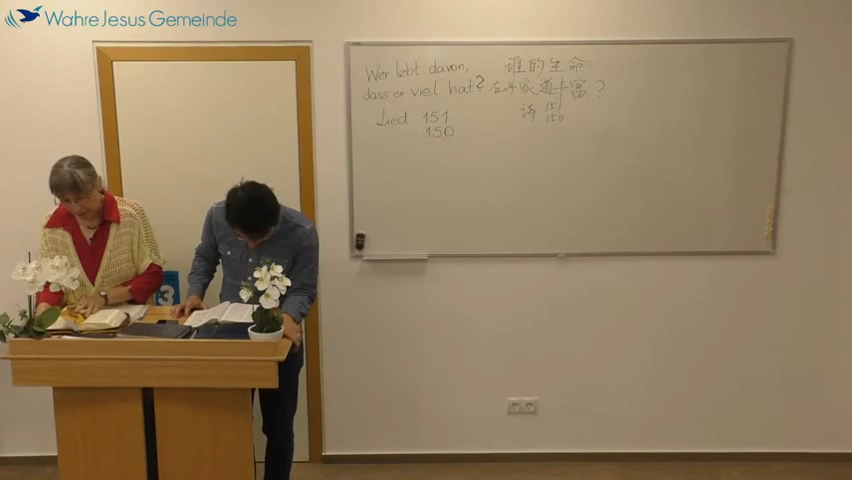 Wahre Jesus Gemeinde
Wer lebt davon,
dass er viel hat?
Lied 151
150
谁的生命
在乎家道丰富?
诗 151
150
3